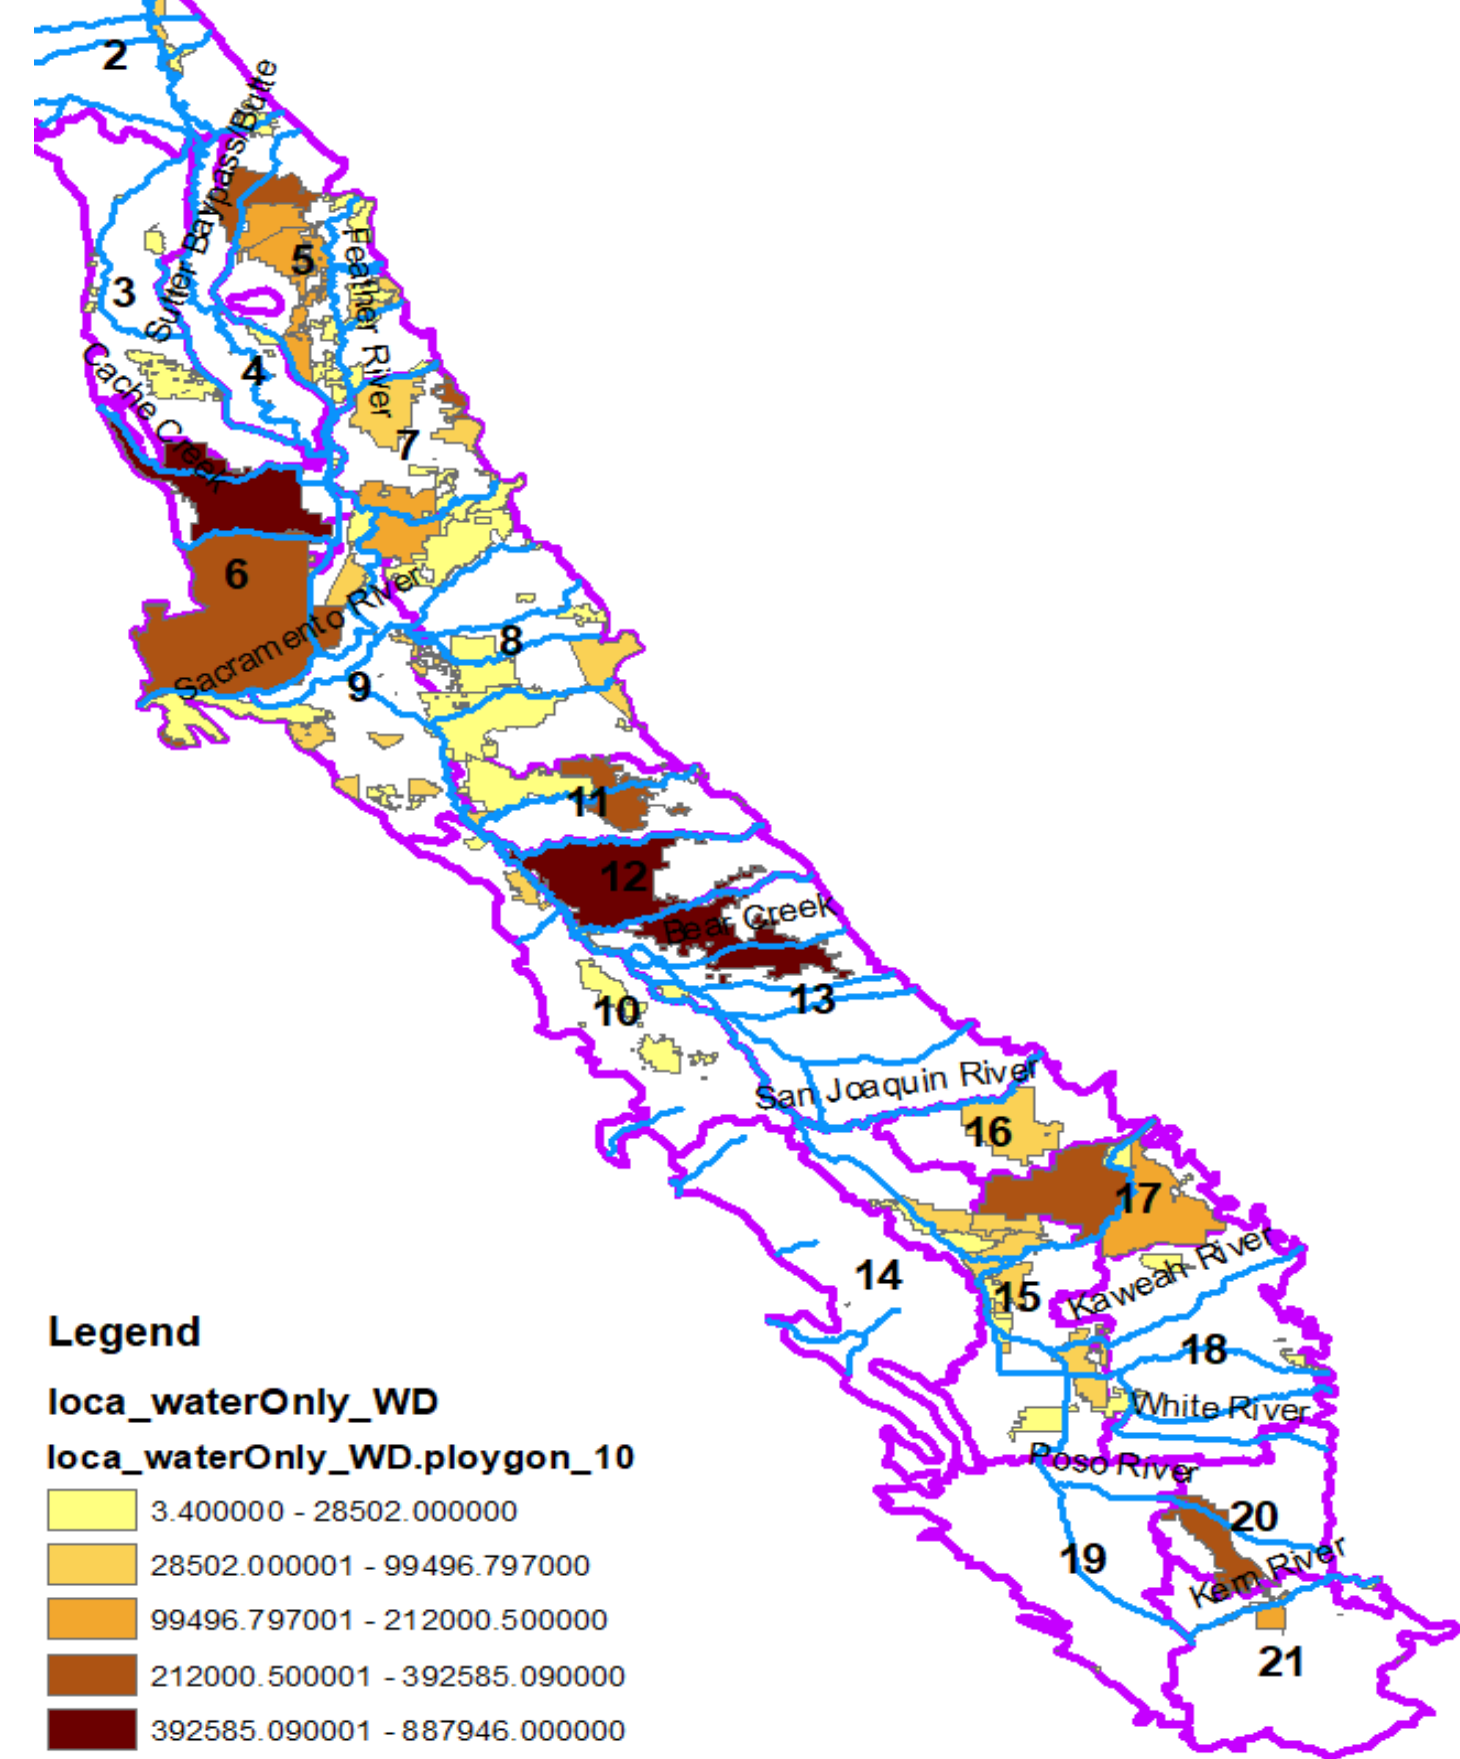 2
Sutter Baypass/Butte
5
Feather River
3
4
Cache Creek
7
6
Sacramento River
8
9
11
12
Bear Creek
13
10
San Joaquin River
16
17
14
15
Kaweah River
18
White River
Poso River
20
19
Kern River
21
Legend
loca_waterOnly_WD
loca_waterOnly_WD.ploygon_10
3.400000 - 28502.000000
28502.000001 - 99496.797000
99496.797001 - 212000.500000
212000.500001 - 392585.090000
392585.090001 - 887946.000000